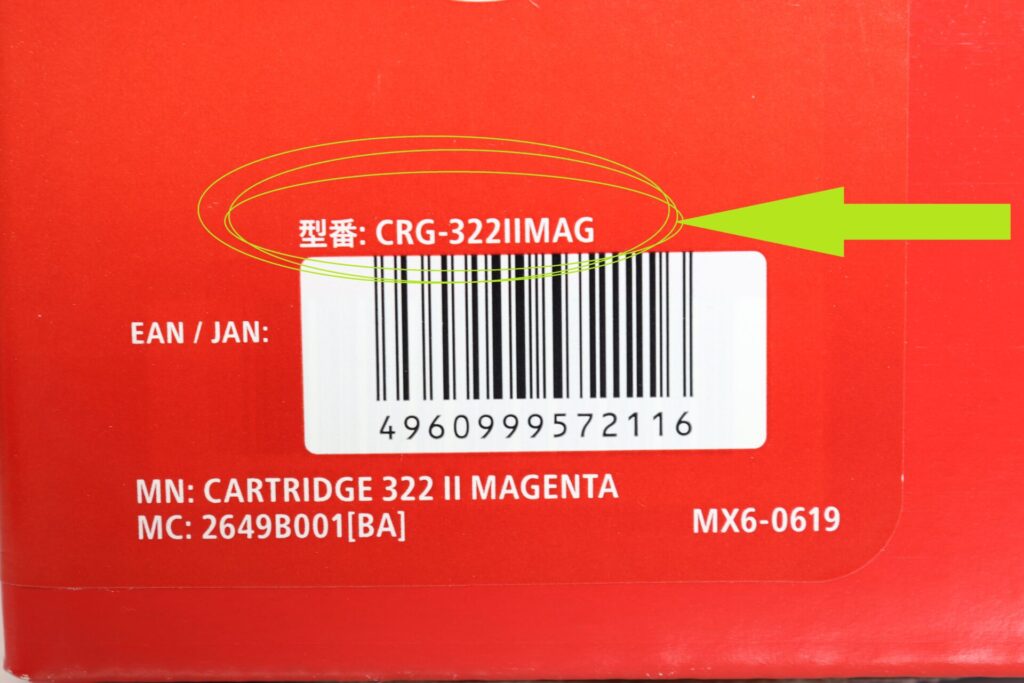 型番: CRG-322IIMAG
EAN / JAN:
4960999572116
MN: CARTRIDGE 322 II MAGENTA
MC: 2649B001[BA]
MX6-0619